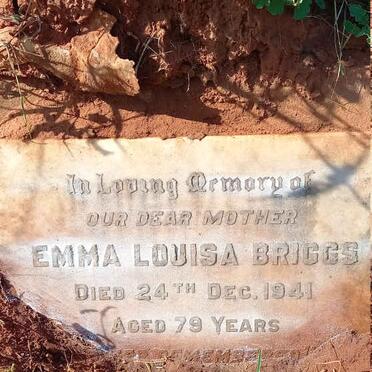 In Loving Memory of
OUR DEAR MOTHER
EMMA LOUISA BRIGGS
DIED 24TH DEC. 1941
AGED 79 YEARS